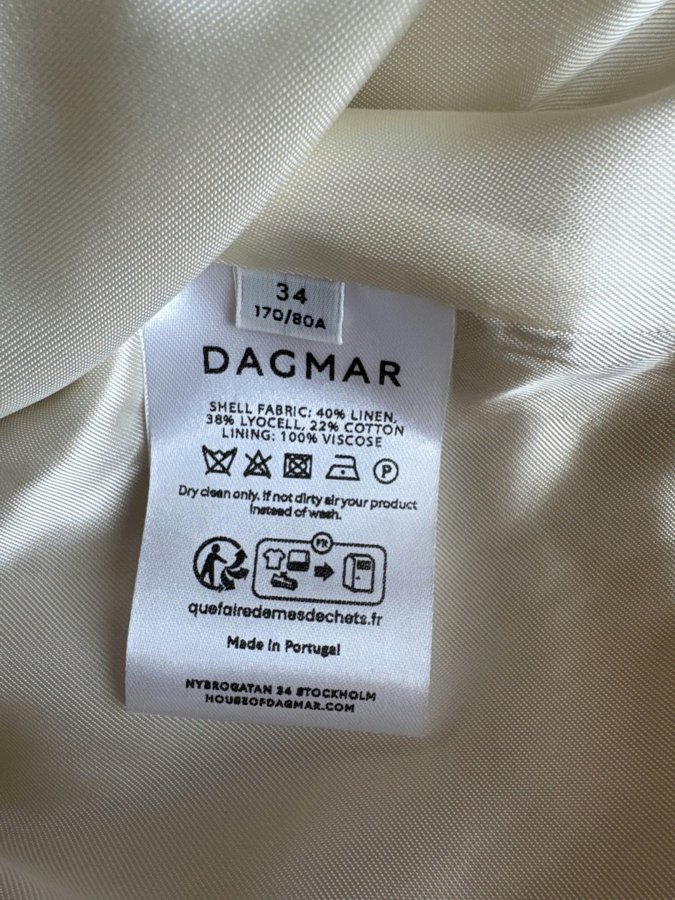 34
170/80A
DAGMAR
SHELL FABRIC: 40% LINEN,
38% LYOCELL, 22% COTTON
LINING: 100% VISCOSE
P
Dry clean only. If not dirty air your product
instead of wash.
FR
quefairedemesdechets.fr
Made in Portugal
NYBROGATAN 34 STOCKHOLM
HOUSEOFDAGMAR.COM